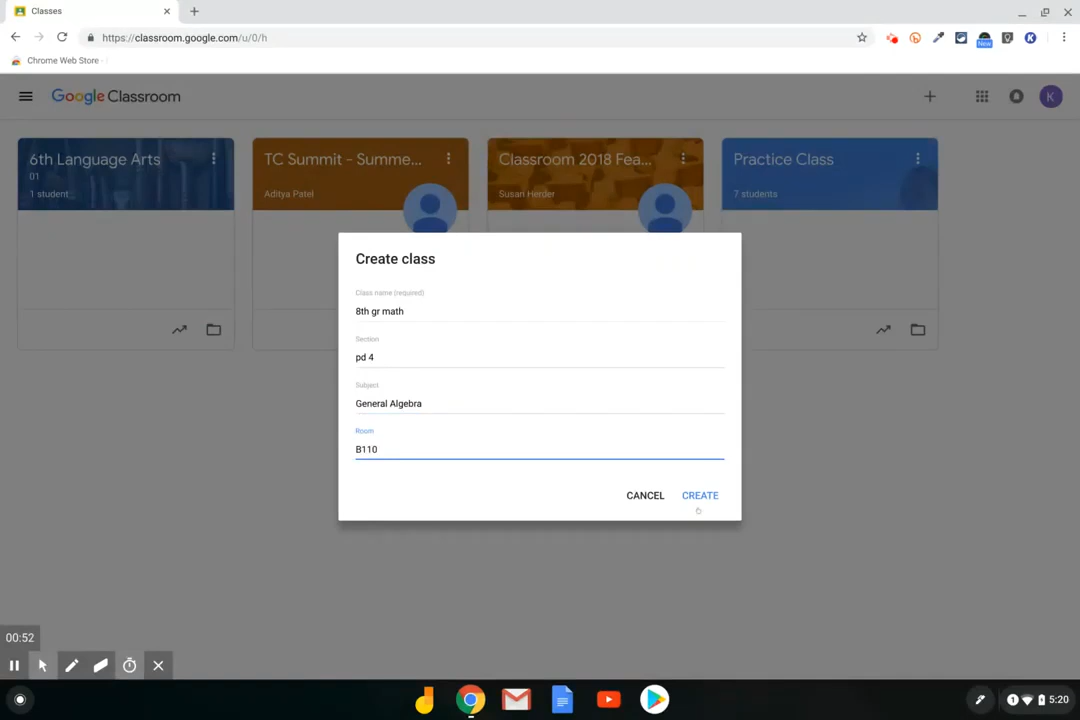 Classes
https://classroom.google.com/u/0/h
New
K
Chrome Web Store
Google Classroom
K
6th Language Arts
01
1 student
TC Summit - Summe...
Aditya Patel
Classroom 2018 Fea...
Susan Herder
Practice Class
7 students
Create class
Class name (required)
8th gr math
Section
pd 4
Subject
General Algebra
Room
B110
CANCEL CREATE
00:52
1 5:20